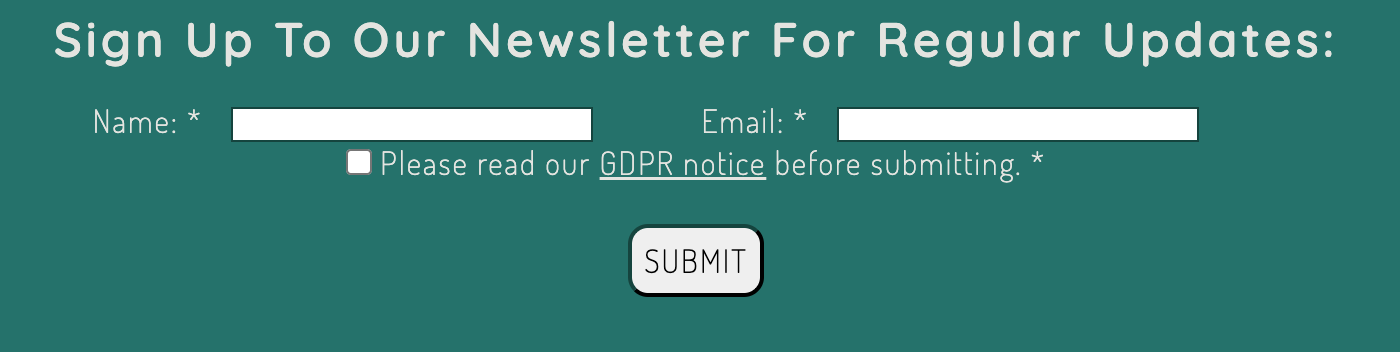 Sign Up To Our Newsletter For Regular Updates:
Name: * Email: *
Please read our GDPR notice before submitting. *
SUBMIT